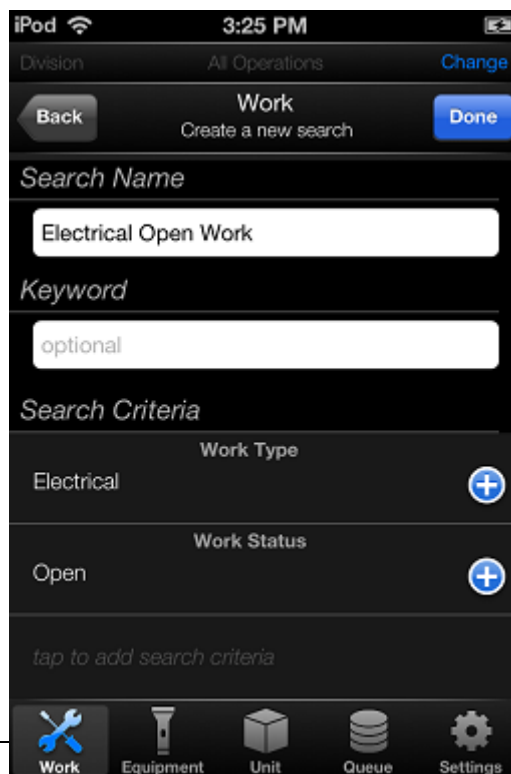 iPod 3:25 PM
Division All Operations Change
Back Work Done
Create a new search
Search Name
Electrical Open Work
Keyword
optional
Search Criteria
Work Type
Electrical
Work Status
Open
tap to add search criteria
Work Equipment Unit Queue Settings